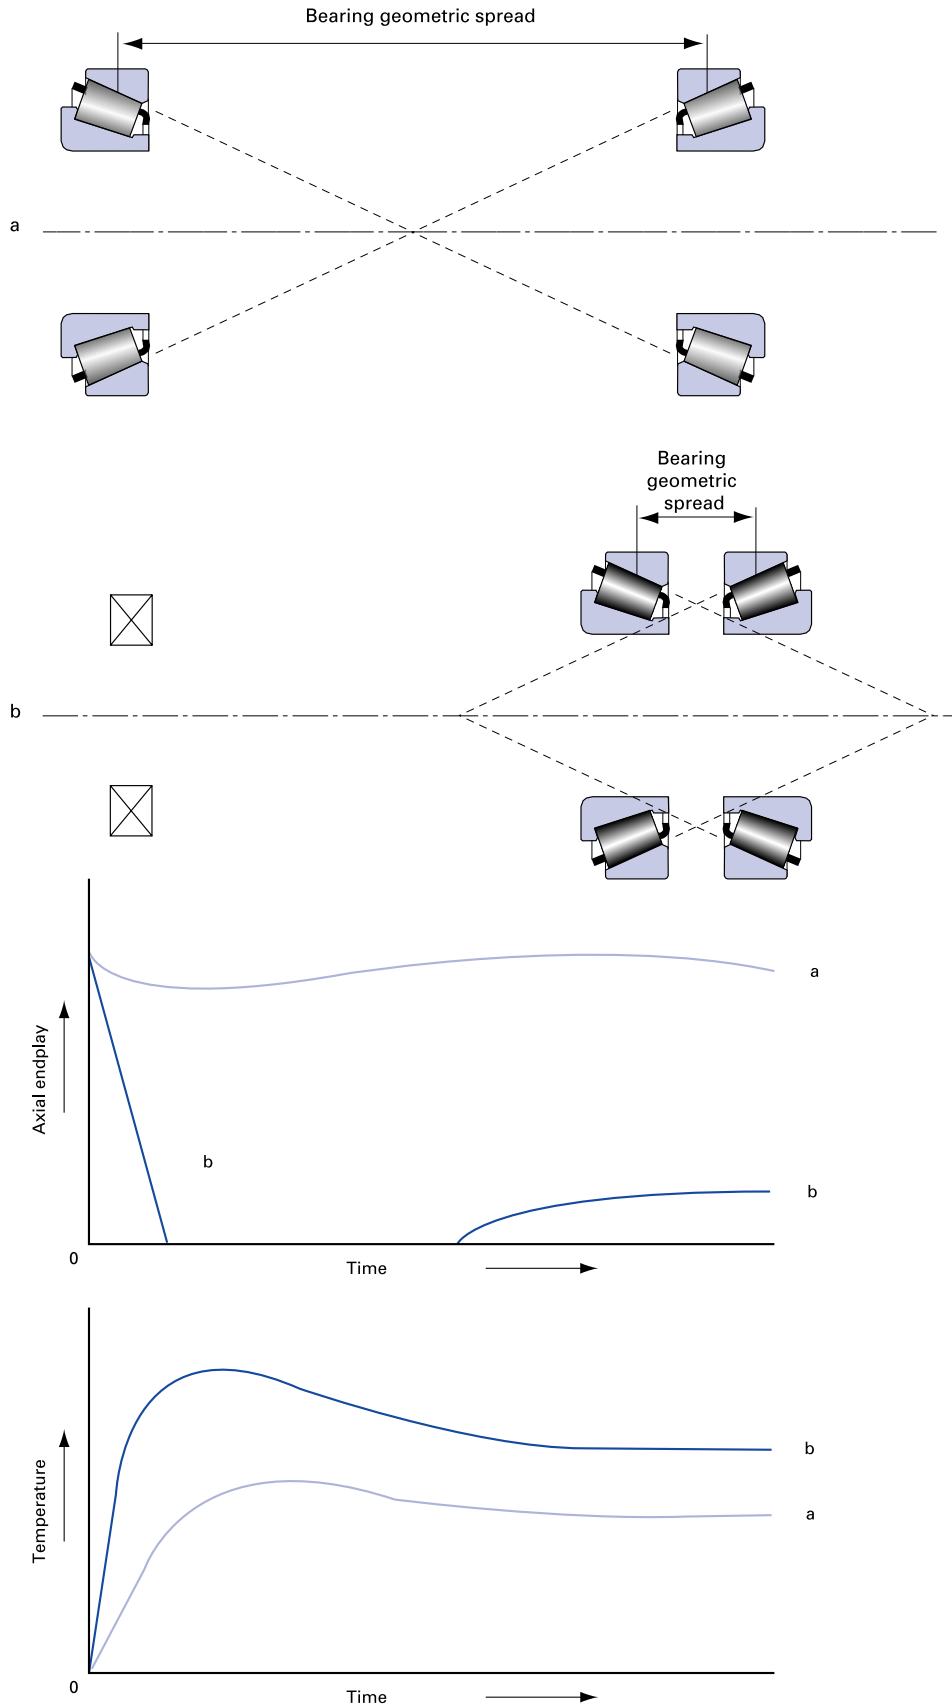 Bearing geometric spread
a
Bearing
geometric
spread
b
Axial endplay
a
b
b
0
Time
Temperature
b
a
0
Time